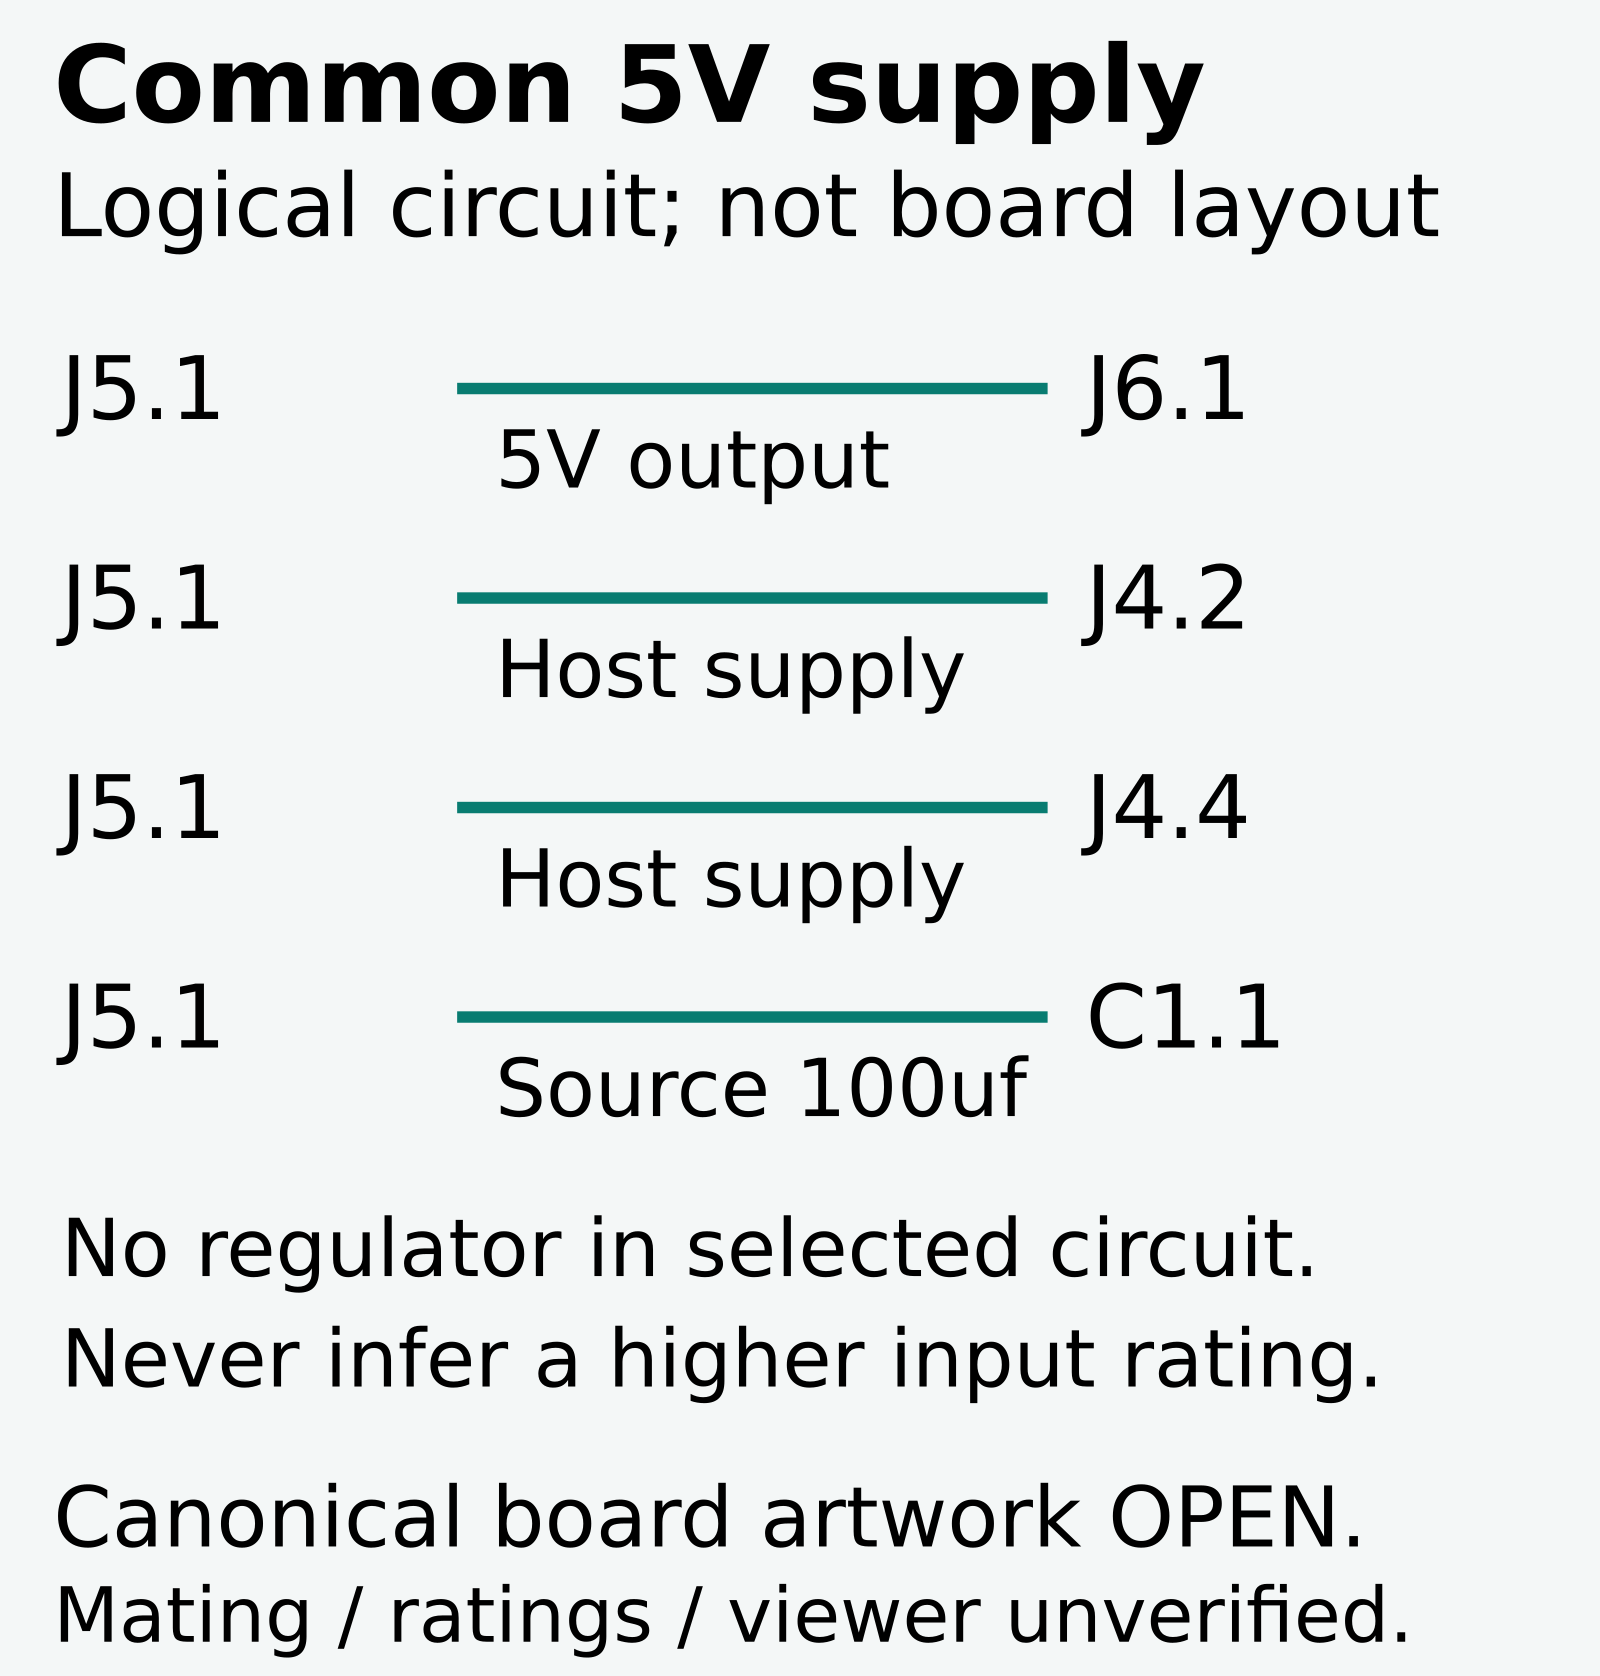 Common 5V supply
Logical circuit; not board layout
J5.1 J6.1
5V output
J5.1 J4.2
Host supply
J5.1 J4.4
Host supply
J5.1 C1.1
Source 100uf
No regulator in selected circuit.
Never infer a higher input rating.
Canonical board artwork OPEN.
Mating / ratings / viewer unverified.